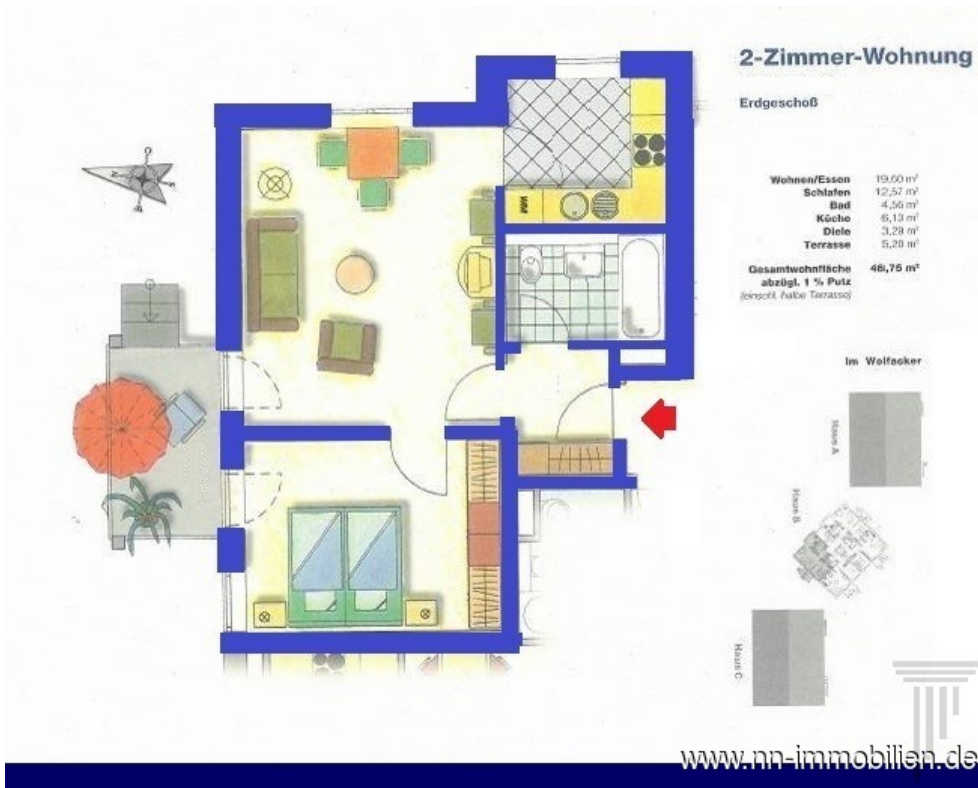 2-Zimmer-Wohnung
Erdgeschoß
Wohnen/Essen 19,60 m²
Schlafen 12,57 m²
Bad 4,56 m²
Küche 6,13 m²
Diele 3,29 m²
Terrasse 5,20 m²
Gesamtwohnfläche 48,75 m²
abzügl. 1 % Putz
(einschl. halbe Terrasse)
WM
Im Wolfacker
Haus A
Haus B
Haus C
www.nn-immobilien.de